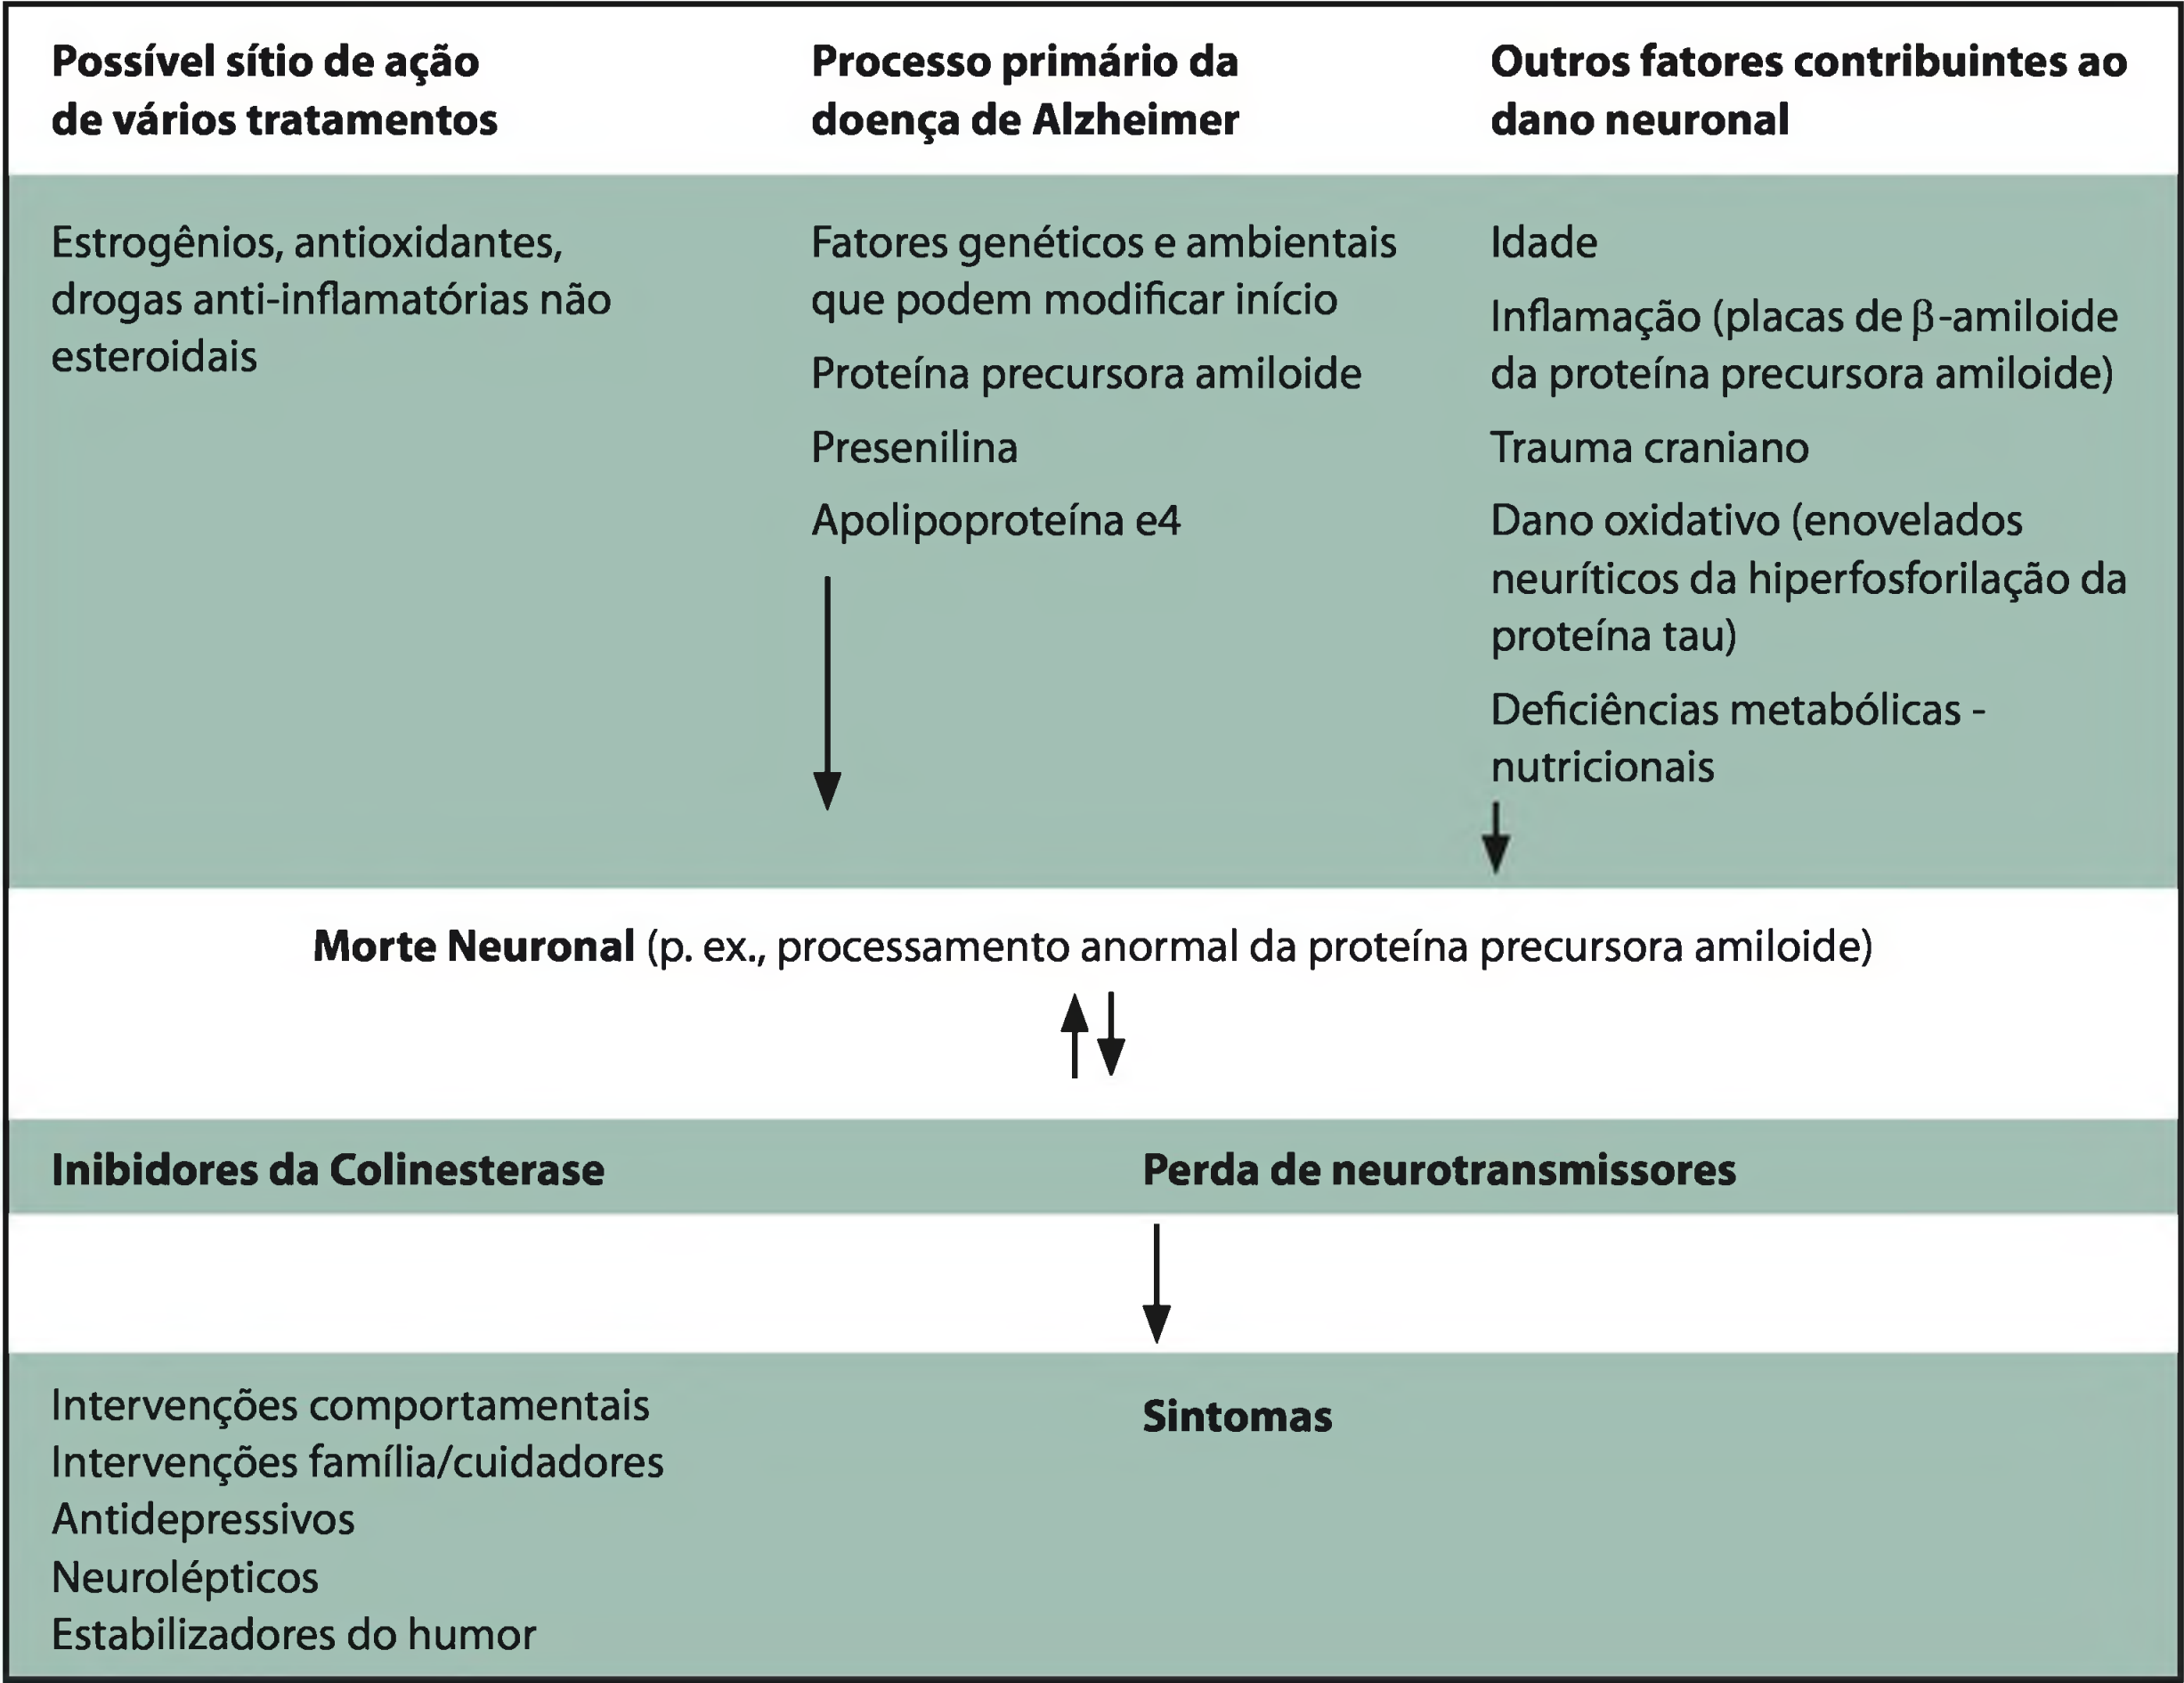 Possível sítio de ação
de vários tratamentos
Processo primário da
doença de Alzheimer
Outros fatores contribuintes ao
dano neuronal
Estrogênios, antioxidantes,
drogas anti-inflamatórias não
esteroidais
Fatores genéticos e ambientais
que podem modificar início
Proteína precursora amiloide
Presenilina
Apolipoproteína e4
Idade
Inflamação (placas de β-amiloide
da proteína precursora amiloide)
Trauma craniano
Dano oxidativo (enovelados
neuríticos da hiperfosforilação da
proteína tau)
Deficiências metabólicas -
nutricionais
Morte Neuronal (p. ex., processamento anormal da proteína precursora amiloide)
Inibidores da Colinesterase
Perda de neurotransmissores
Intervenções comportamentais
Intervenções família/cuidadores
Antidepressivos
Neurolépticos
Estabilizadores do humor
Sintomas